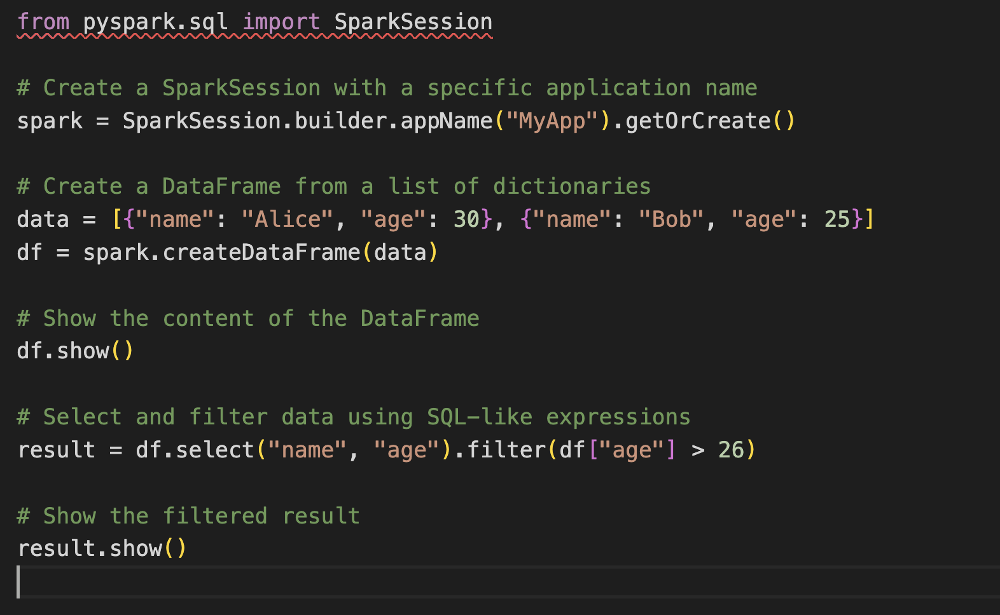 from pyspark.sql import SparkSession
# Create a SparkSession with a specific application name
spark = SparkSession.builder.appName("MyApp").getOrCreate()
# Create a DataFrame from a list of dictionaries
data = [{"name": "Alice", "age": 30}, {"name": "Bob", "age": 25}]
df = spark.createDataFrame(data)
# Show the content of the DataFrame
df.show()
# Select and filter data using SQL-like expressions
result = df.select("name", "age").filter(df["age"] > 26)
# Show the filtered result
result.show()